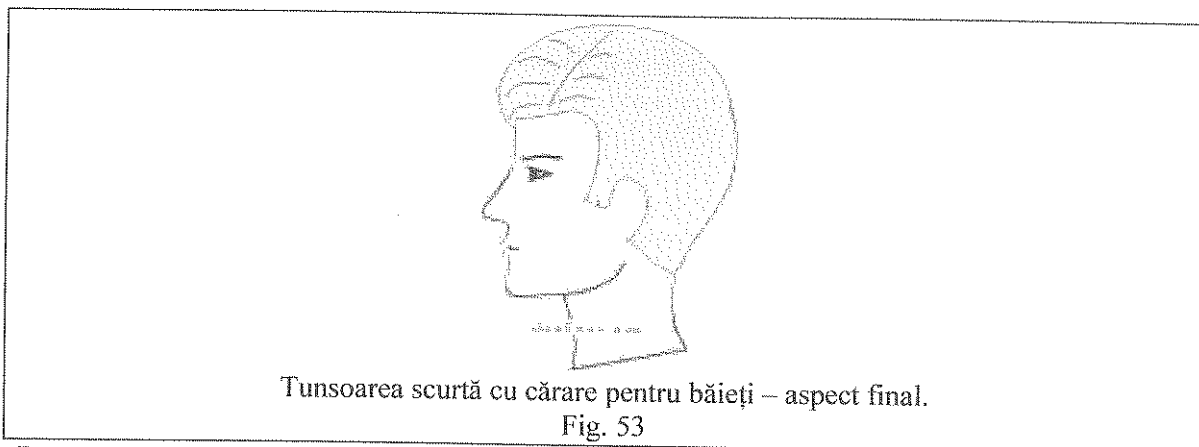 Tunsoarea scurtă cu cărare pentru băieți – aspect final.
Fig. 53